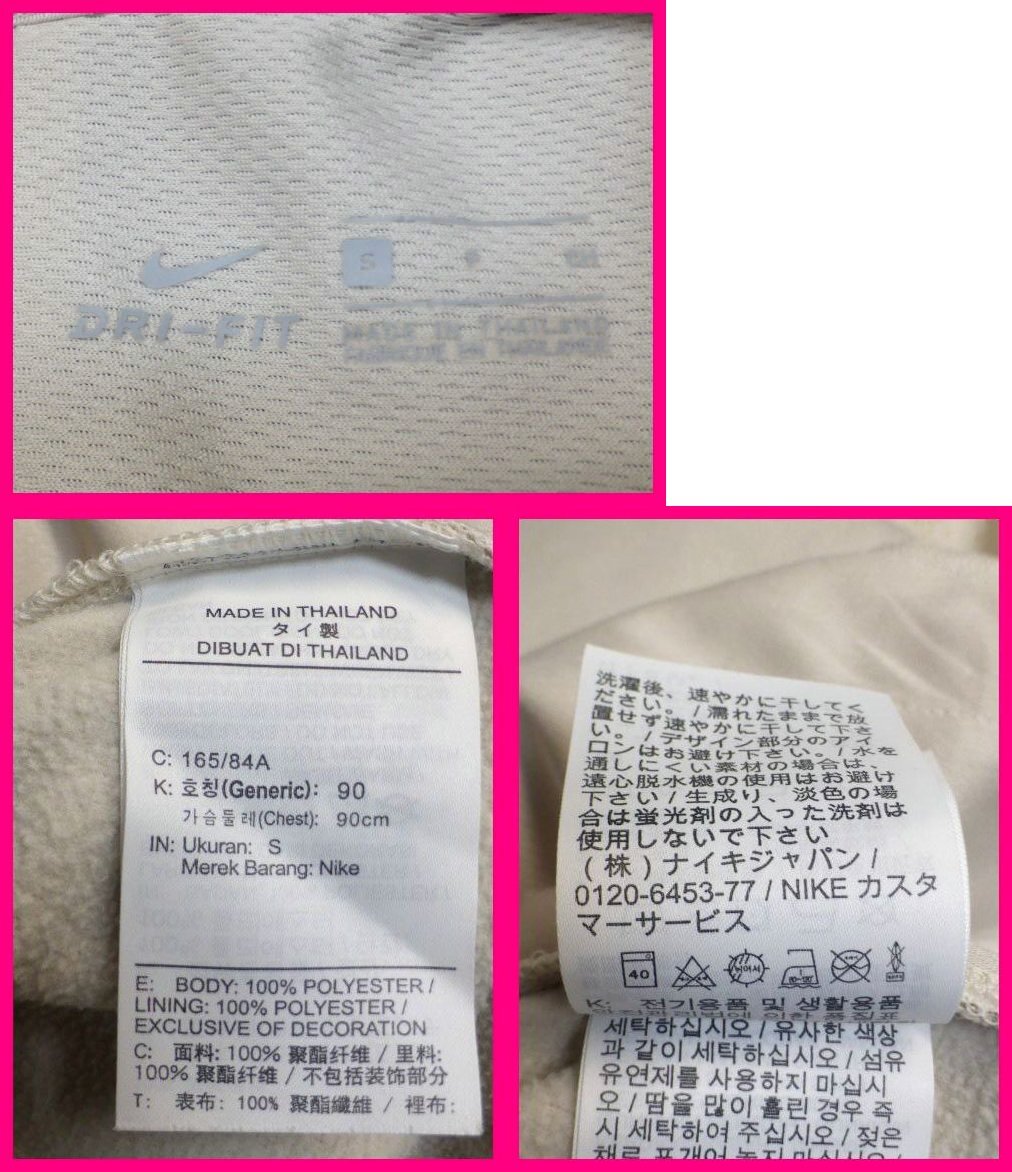 S
DRI-FIT
MADE IN THAILAND
MADE IN THAILAND
タイ製
DIBUAT DI THAILAND
C: 165/84A
K: 호칭(Generic): 90
가슴둘레(Chest): 90cm
IN: Ukuran: S
Merek Barang: Nike
E: BODY: 100% POLYESTER /
LINING: 100% POLYESTER /
EXCLUSIVE OF DECORATION
C: 面料: 100% 聚酯纤维 / 里料:
100% 聚酯纤维 / 不包括装饰部分
T: 表布: 100% 聚酯纖維 / 裡布:
洗濯後、速やかに干してく
ださい。/濡れたままで放
置せず速やかに干して下さ
い。/デザイン部分のアイ
ロンはお避け下さい。/水を
通しにくい素材の場合は、
遠心脱水機の使用はお避け
下さい/生成り、淡色の場
合は蛍光剤の入った洗剤は
使用しないで下さい
(株)ナイキジャパン/
0120-6453-77 / NIKE カスタ
マーサービス
40
K: 전기용품 및 생활용품
세탁하십시오 / 유사한 색상
과 같이 세탁하십시오 / 섬유
유연제를 사용하지 마십시
오 / 땀을 많이 흘린 경우 즉
시 세탁하여 주십시오 / 젖은